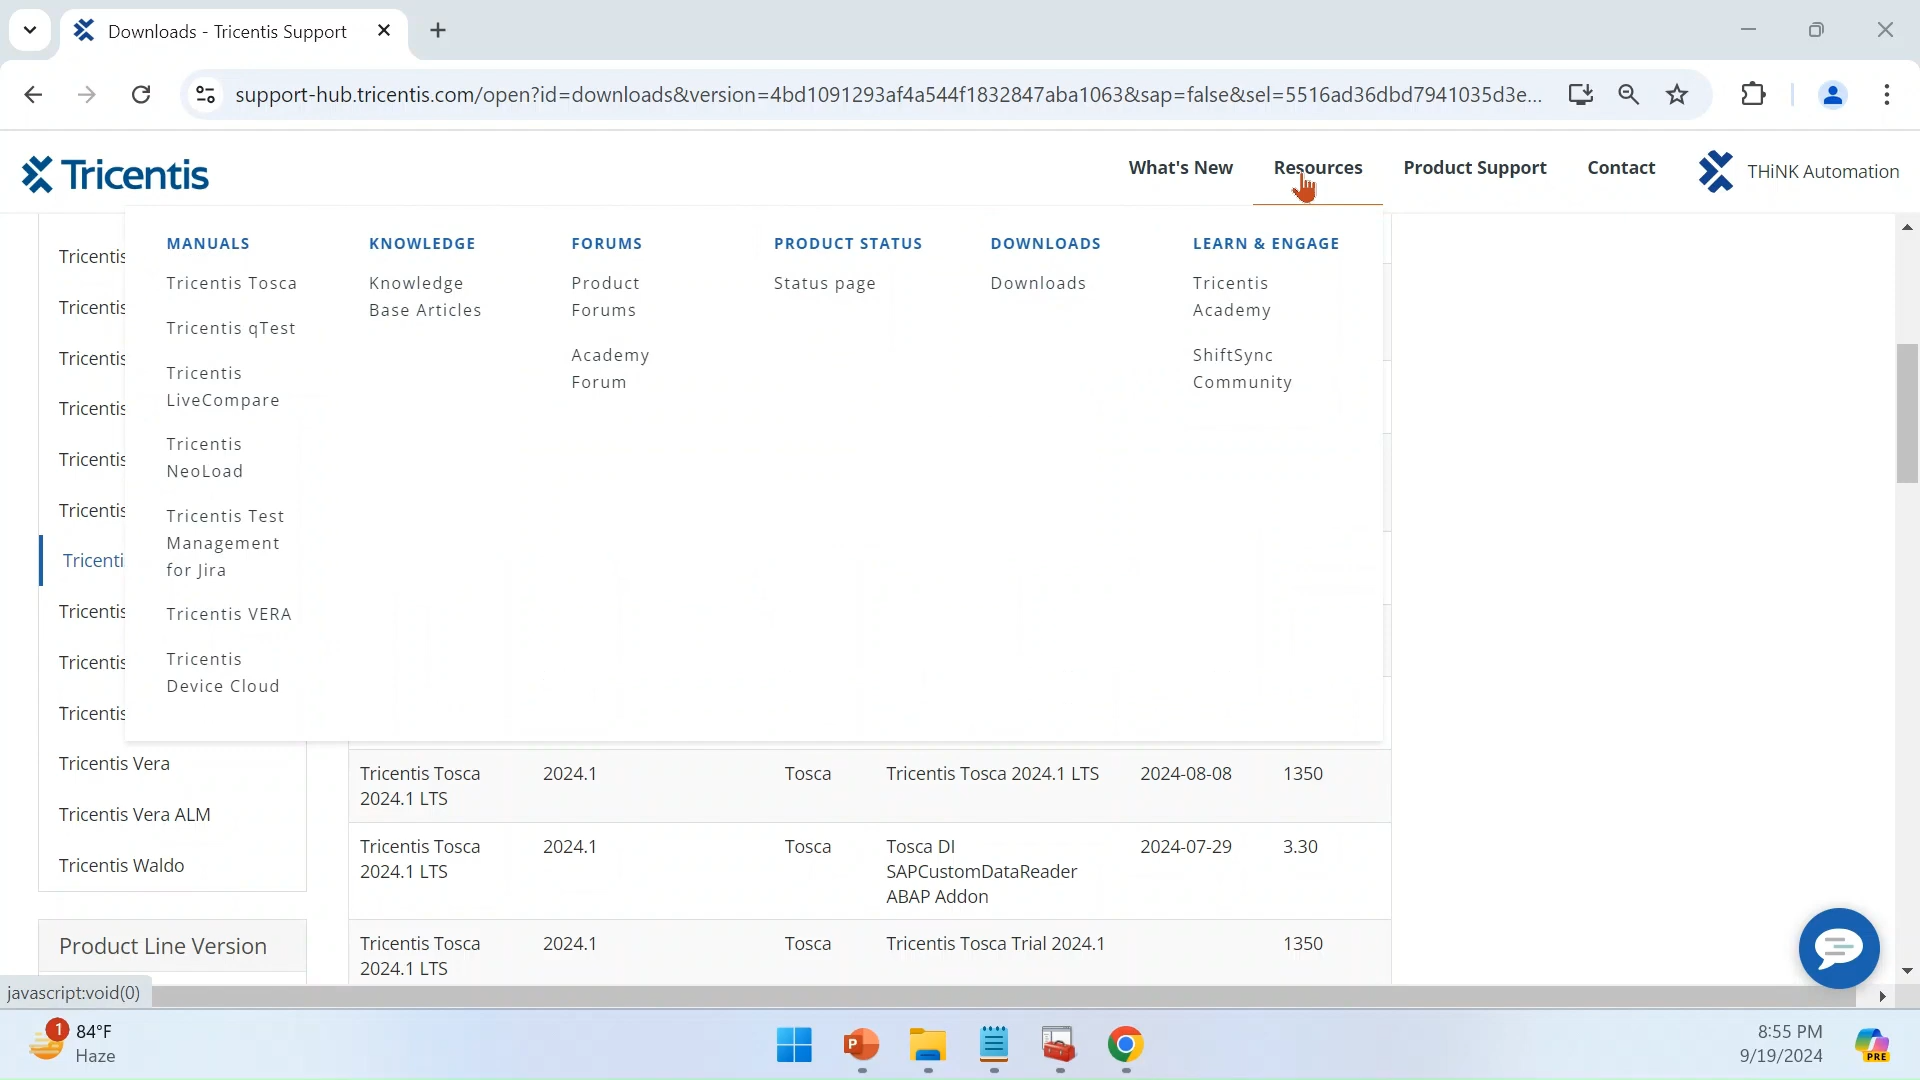 Downloads - Tricentis Support
support-hub.tricentis.com/open?id=downloads&version=4bd1091293af4a544f1832847aba1063&sap=false&sel=5516ad36dbd7941035d3e...
Tricentis
What's New
Resources
Product Support
Contact
THiNK Automation
MANUALS
Tricentis Tosca
Tricentis qTest
Tricentis
LiveCompare
Tricentis
NeoLoad
Tricentis Test
Management
for Jira
Tricentis VERA
Tricentis
Device Cloud
KNOWLEDGE
Knowledge
Base Articles
FORUMS
Product
Forums
Academy
Forum
PRODUCT STATUS
Status page
DOWNLOADS
Downloads
LEARN & ENGAGE
Tricentis
Academy
ShiftSync
Community
Tricentis
Tricentis
Tricentis
Tricentis
Tricentis
Tricentis
Tricenti
Tricentis
Tricentis
Tricentis
Tricentis Vera
Tricentis Vera ALM
Tricentis Waldo
Product Line Version
Tricentis Tosca 2024.1 Tosca Tricentis Tosca 2024.1 LTS 2024-08-08 1350
2024.1 LTS
Tricentis Tosca 2024.1 Tosca Tosca DI 2024-07-29 3.30
2024.1 LTS SAPCustomDataReader
ABAP Addon
Tricentis Tosca 2024.1 Tosca Tricentis Tosca Trial 2024.1 1350
2024.1 LTS
javascript:void(0)
1
84°F
Haze
P
8:55 PM
9/19/2024
PRE